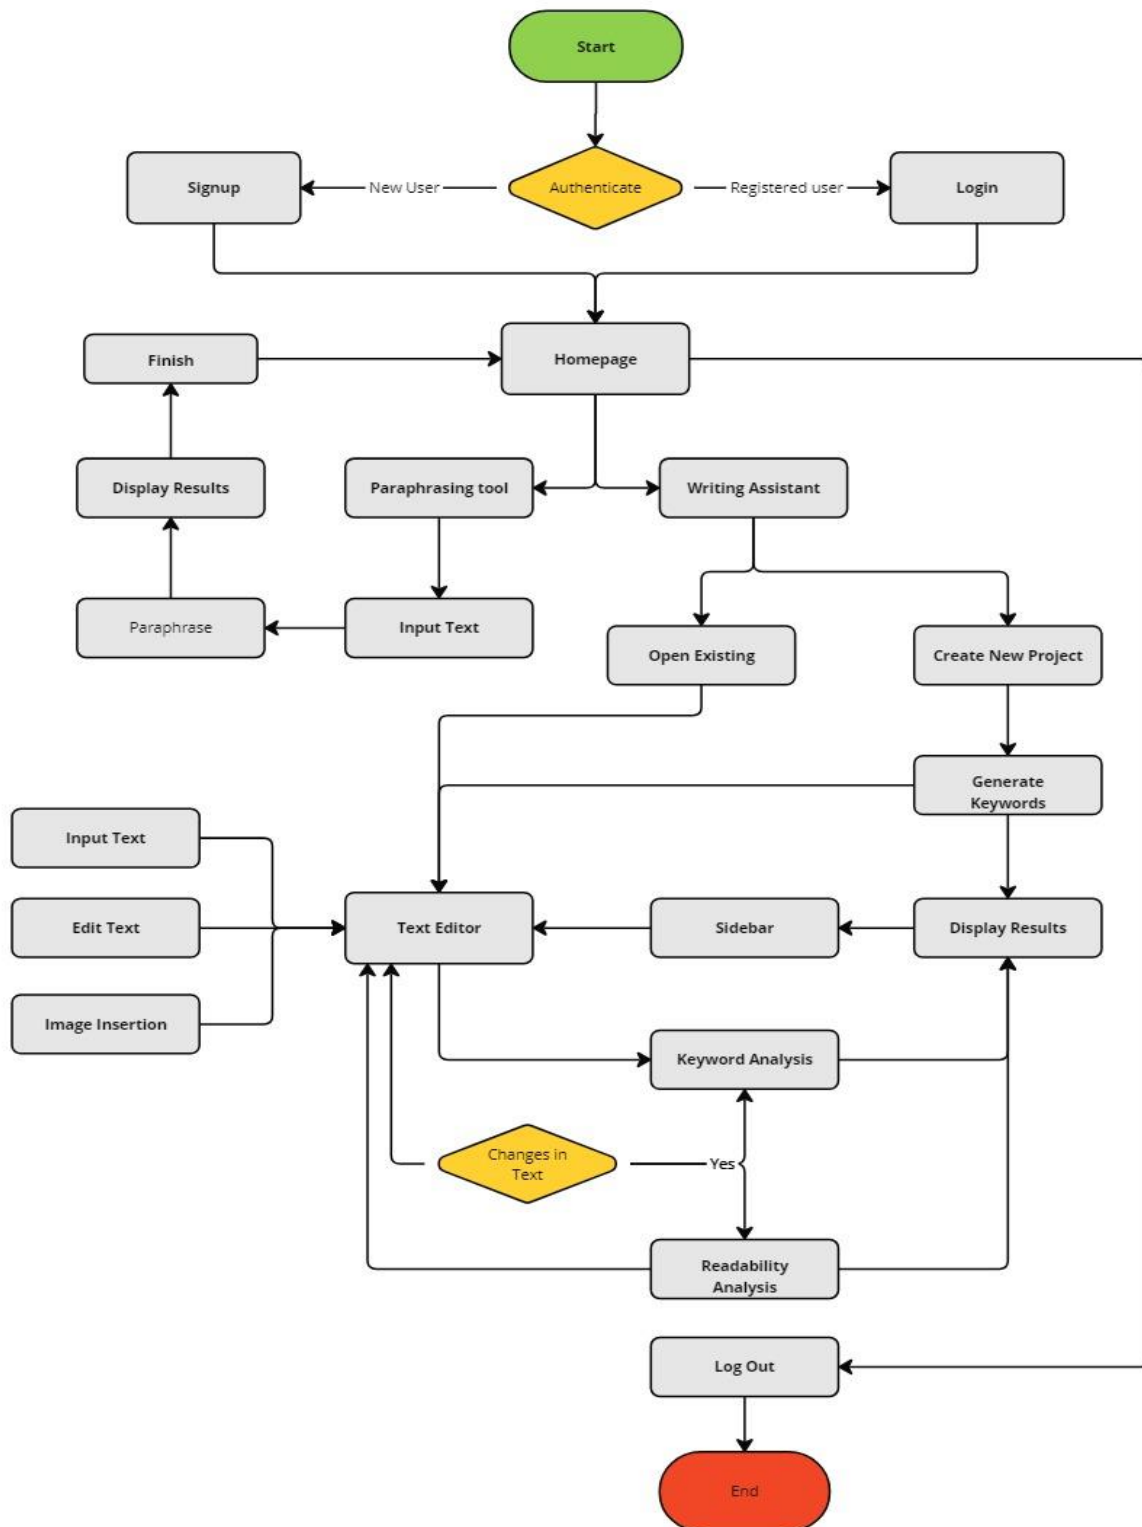 Start
Signup
New User
Authenticate
Registered user
Login
Finish
Homepage
Display Results
Paraphrasing tool
Writing Assistant
Paraphrase
Input Text
Open Existing
Create New Project
Generate
Keywords
Input Text
Edit Text
Text Editor
Sidebar
Display Results
Image Insertion
Keyword Analysis
Changes in
Text
Yes
Readability
Analysis
Log Out
End